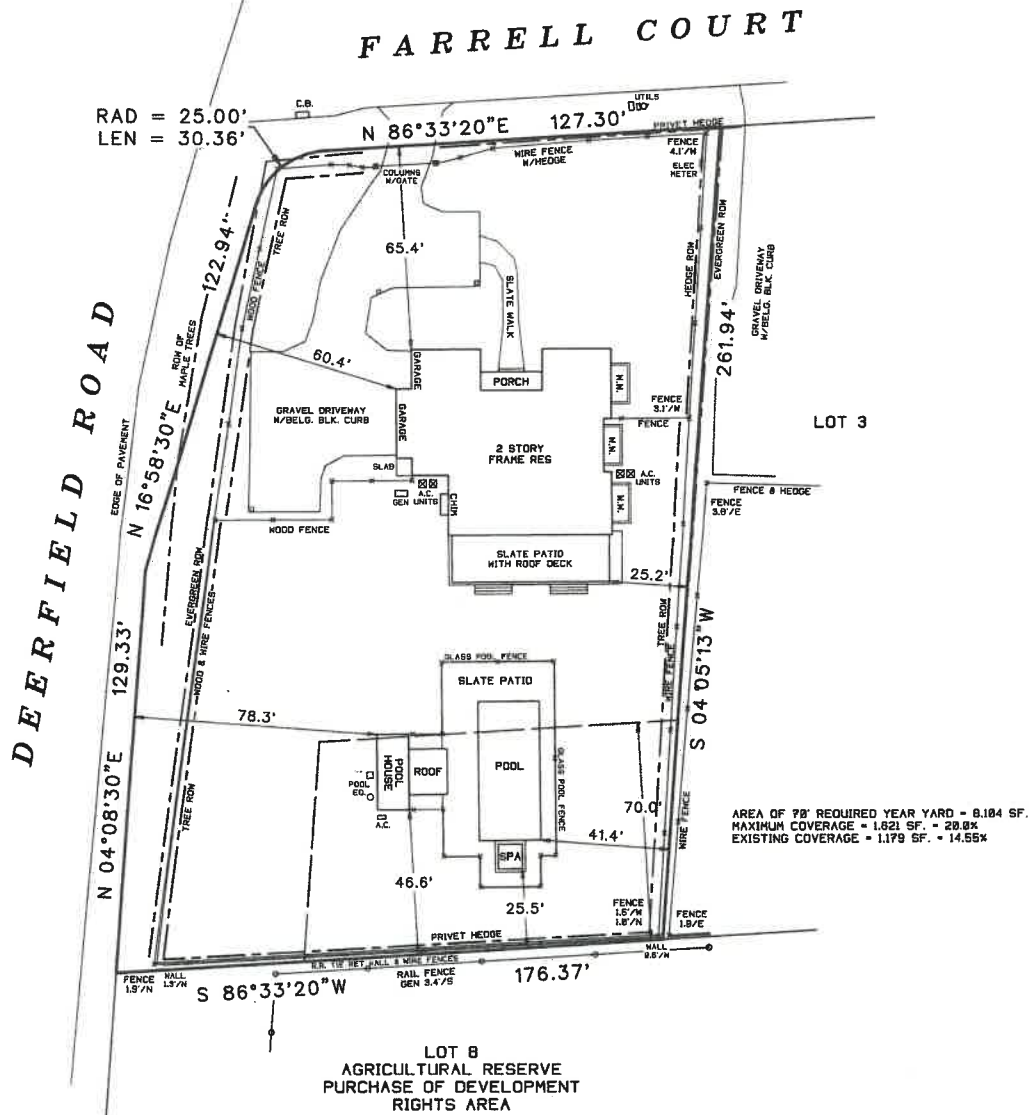 FARRELL COURT
RAD = 25.00'
LEN = 30.36'
C.B.
UTILS
N 86°33'20"E 127.30'
PRIVET HEDGE
WIRE FENCE
W/HEDGE
FENCE
4.1'/W
ELEC
METER
COLUMNS
W/GATE
TREE ROW
WOOD FENCE
122.94'
65.4'
SLATE WALK
HEDGE ROW
EVERGREEN ROW
GRAVEL DRIVEWAY
W/BELG. BLK. CURB
261.94'
DEERFIELD ROAD
EDGE OF PAVEMENT
ROW OF
MAPLE TREES
N 16°58'30"E
60.4'
GARAGE
PORCH
GRAVEL DRIVEWAY
W/BELG. BLK. CURB
GARAGE
2 STORY
FRAME RES
W.W.
W.W.
W.W.
FENCE
3.1'/W
FENCE
LOT 3
SLAB
GEN
A.C.
UNITS
CHIM
A.C.
UNITS
FENCE & HEDGE
FENCE
3.8'/E
WOOD FENCE
SLATE PATIO
WITH ROOF DECK
25.2'
EVERGREEN ROW
WOOD & WIRE FENCES
TREE ROW
WIRE FENCE
S 04°05'13"W
129.33'
N 04°08'30"E
GLASS POOL FENCE
SLATE PATIO
78.3'
POOL
HOUSE
ROOF
POOL
GLASS POOL FENCE
POOL
EQ.
A.C.
TREE ROW
70.0'
41.4'
WIRE FENCE
SPA
46.6'
25.5'
AREA OF 70' REQUIRED YEAR YARD = 8,104 SF.
MAXIMUM COVERAGE = 1,621 SF. = 20.0%
EXISTING COVERAGE = 1,179 SF. = 14.55%
PRIVET HEDGE
FENCE
FENCE
1.9/E
WALL
FENCE
1.9'/N
WALL
1.3'/N
R.R. TIE RET WALL & WIRE FENCES
RAIL FENCE
GEN 3.4'/S
176.37'
S 86°33'20"W
LOT 8
AGRICULTURAL RESERVE
PURCHASE OF DEVELOPMENT
RIGHTS AREA